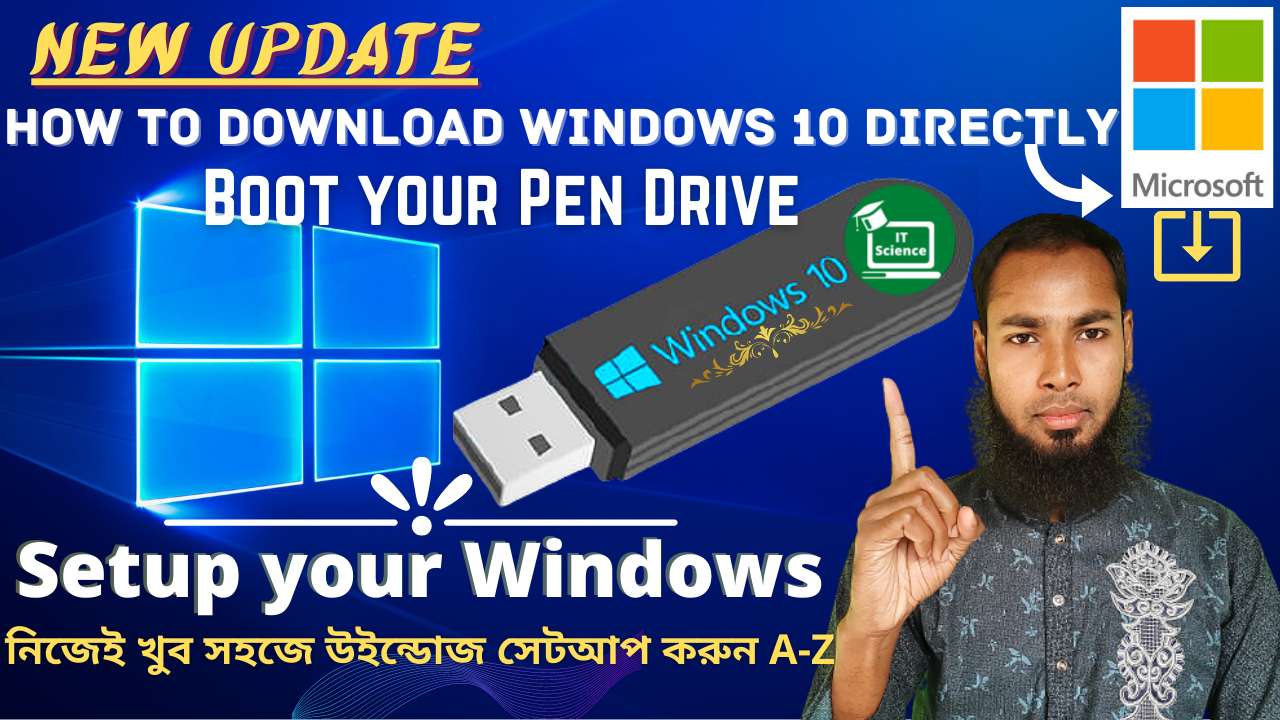 NEW UPDATE
HOW TO DOWNLOAD WINDOWS 10 DIRECTLY
Microsoft
BOOT YOUR PEN DRIVE
IT
Science
Windows 10
Setup your Windows
নিজেই খুব সহজে উইন্ডোজ সেটআপ করুন A-Z